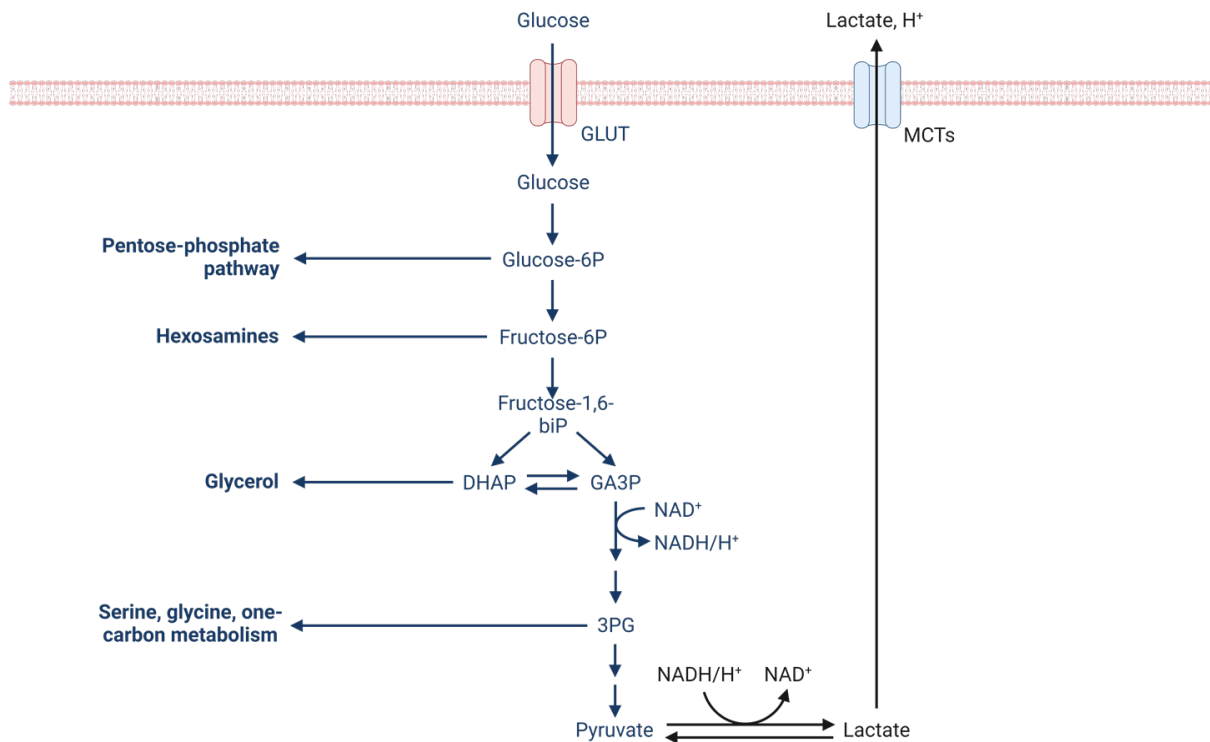 Glucose
Lactate, H⁺
GLUT
MCTs
Glucose
Pentose-phosphate
pathway
Glucose-6P
Hexosamines
Fructose-6P
Fructose-1,6-
biP
Glycerol
DHAP
GA3P
NAD⁺
NADH/H⁺
Serine, glycine, one-
carbon metabolism
3PG
NADH/H⁺
NAD⁺
Pyruvate
Lactate